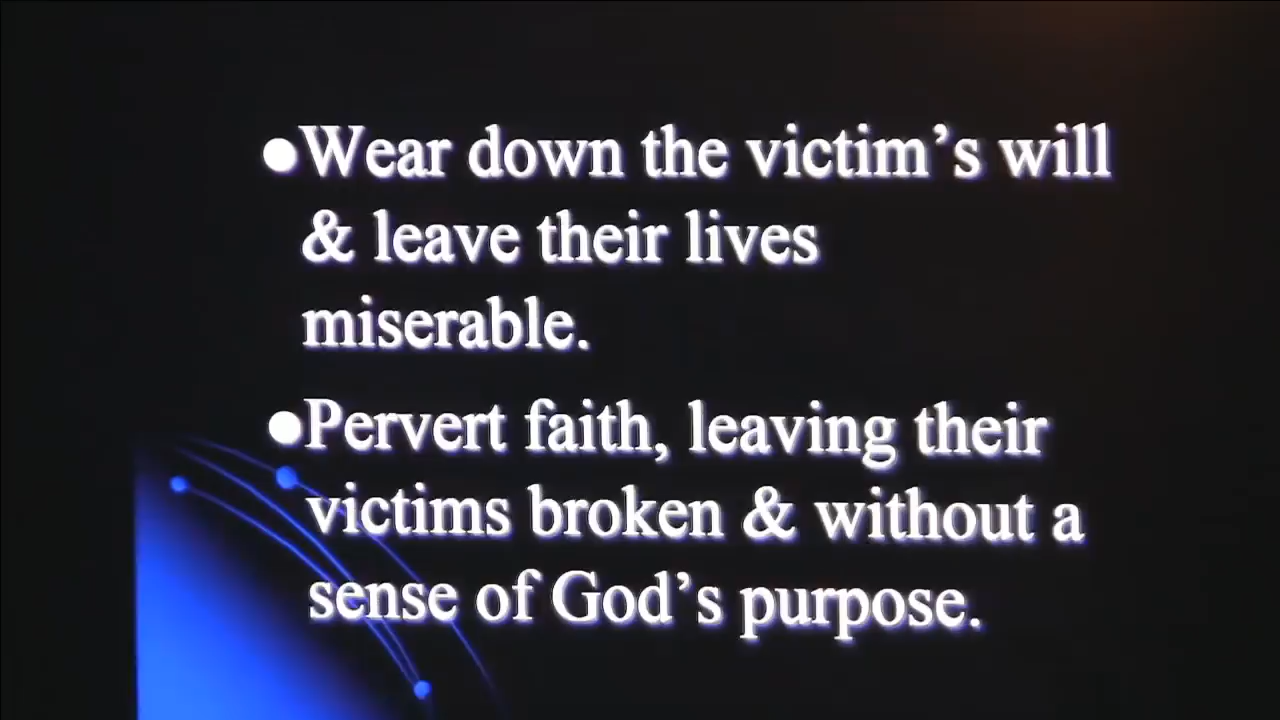 ●Wear down the victim’s will
& leave their lives
miserable.
●Pervert faith, leaving their
victims broken & without a
sense of God’s purpose.